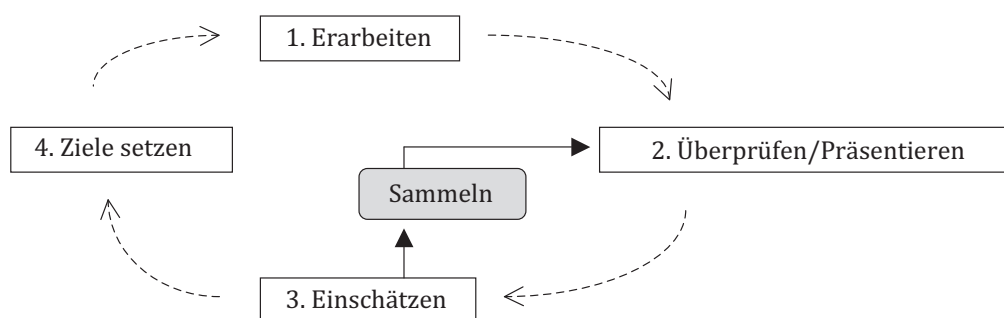 1. Erarbeiten
4. Ziele setzen
2. Überprüfen/Präsentieren
Sammeln
3. Einschätzen